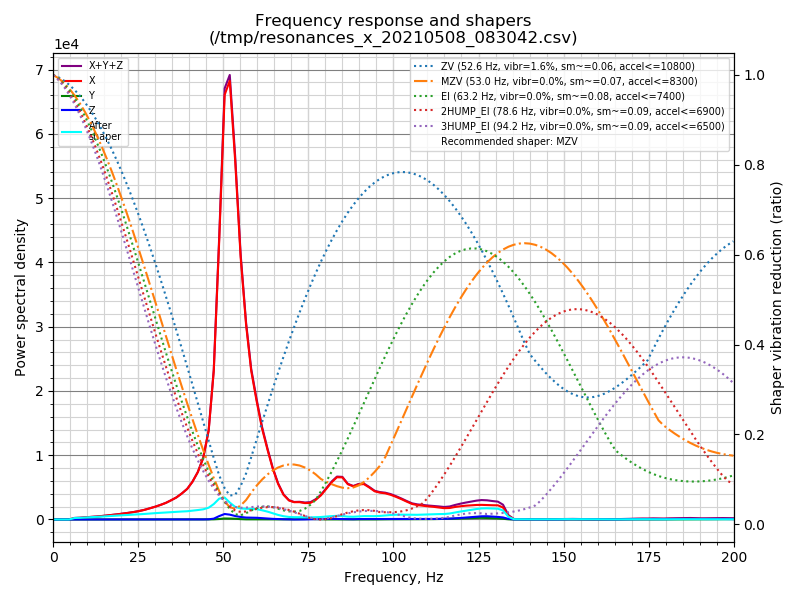 Frequency response and shapers
(/tmp/resonances_x_20210508_083042.csv)
1e4
X+Y+Z
X
Y
Z
After
shaper
ZV (52.6 Hz, vibr=1.6%, sm~=0.06, accel<=10800)
MZV (53.0 Hz, vibr=0.0%, sm~=0.07, accel<=8300)
EI (63.2 Hz, vibr=0.0%, sm~=0.08, accel<=7400)
2HUMP_EI (78.6 Hz, vibr=0.0%, sm~=0.09, accel<=6900)
3HUMP_EI (94.2 Hz, vibr=0.0%, sm~=0.09, accel<=6500)
Recommended shaper: MZV
Power spectral density
7
6
5
4
3
2
1
0
1.0
0.8
0.6
0.4
0.2
0.0
Shaper vibration reduction (ratio)
0 25 50 75 100 125 150 175 200
Frequency, Hz